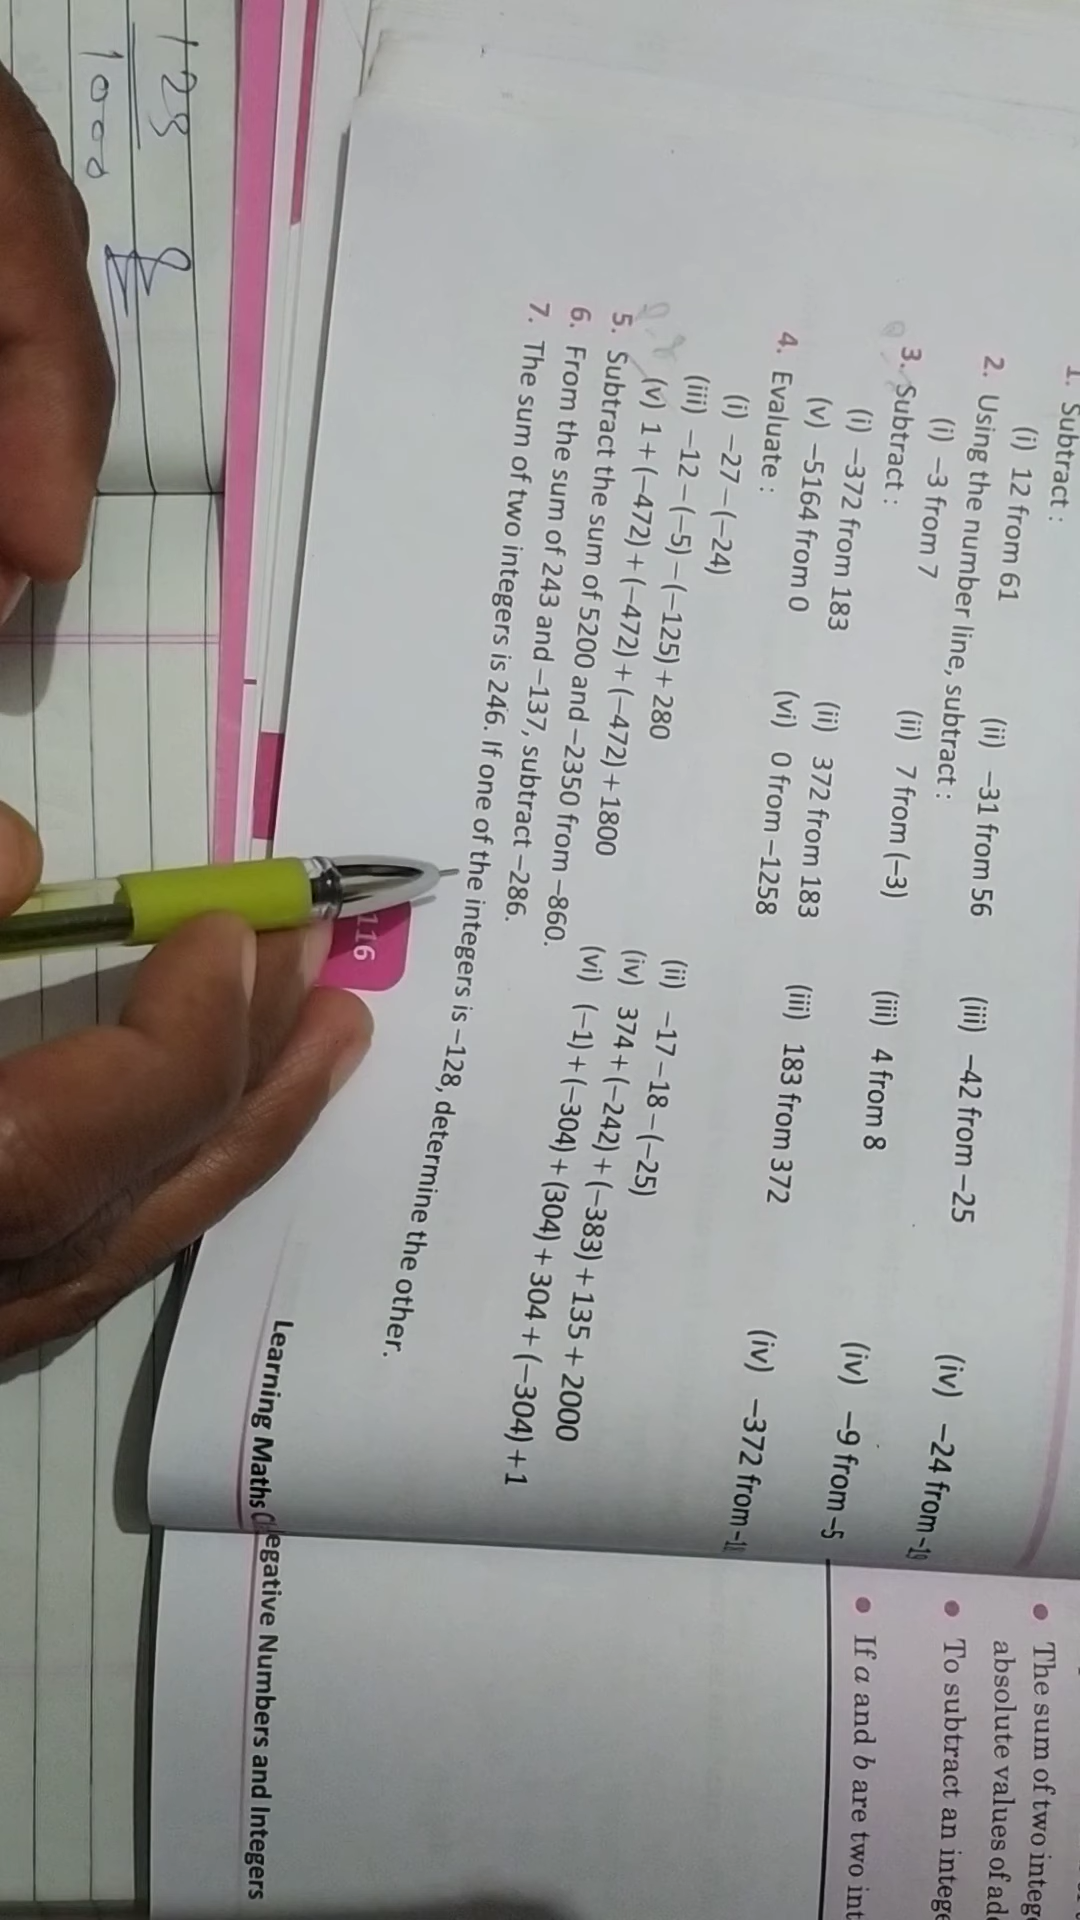 1. Subtract :
(i) 12 from 61 (ii) −31 from 56 (iii) −42 from −25 (iv) −24 from −19
2. Using the number line, subtract :
(i) −3 from 7 (ii) 7 from (−3) (iii) 4 from 8 (iv) −9 from −5
3. Subtract :
(i) −372 from 183 (ii) 372 from 183 (iii) 183 from 372 (iv) −372 from
(v) −5164 from 0 (vi) 0 from −1258
4. Evaluate :
(i) −27 − (−24) (ii) −17 − 18 − (−25)
(iii) −12 − (−5) − (−125) + 280 (iv) 374 + (−242) + (−383) + 135 + 2000
(v) 1 + (−472) + (−472) + (−472) + 1800 (vi) (−1) + (−304) + (304) + 304 + (−304) + 1
5. Subtract the sum of 5200 and −2350 from −860.
6. From the sum of 243 and −137, subtract −286.
7. The sum of two integers is 246. If one of the integers is −128, determine the other.
116
Learning Maths
egative Numbers and Integers
• The sum of two
absolute values of
• To subtract an
• If a and b are two
128
1000